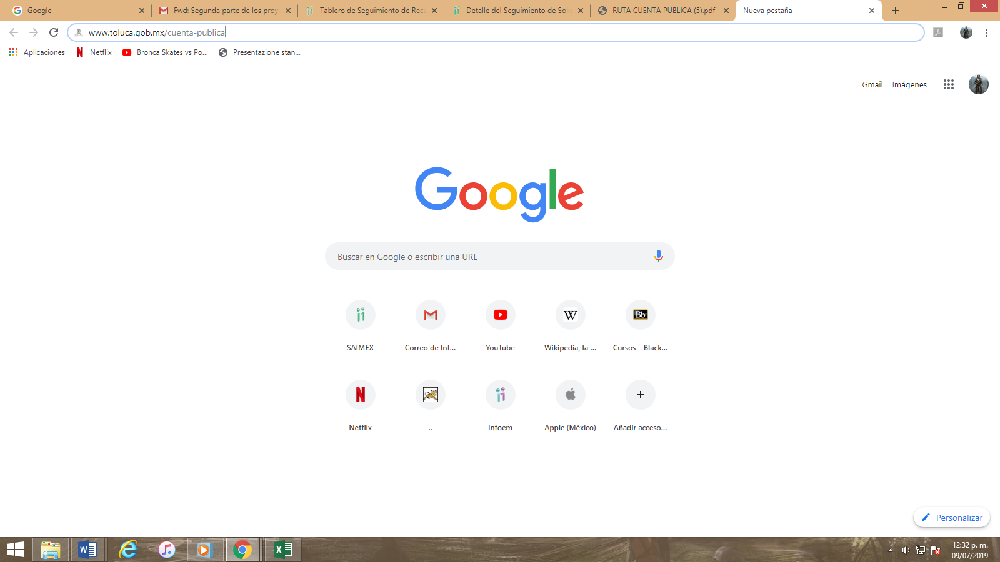 Google
Fwd: Segunda parte de los proy
Tablero de Seguimiento de Recu
Detalle del Seguimiento de Solic
RUTA CUENTA PUBLICA (5).pdf
Nueva pestaña
www.toluca.gob.mx/cuenta-publica
Aplicaciones
Netflix
Bronca Skates vs Po...
Presentazione stan...
Gmail
Imágenes
Google
Buscar en Google o escribir una URL
W
Bb
SAIMEX
Correo de Inf...
YouTube
Wikipedia, la ...
Cursos – Black...
N
Netflix
..
Infoem
Apple (México)
Añadir acceso...
Personalizar
12:32 p. m.
09/07/2019